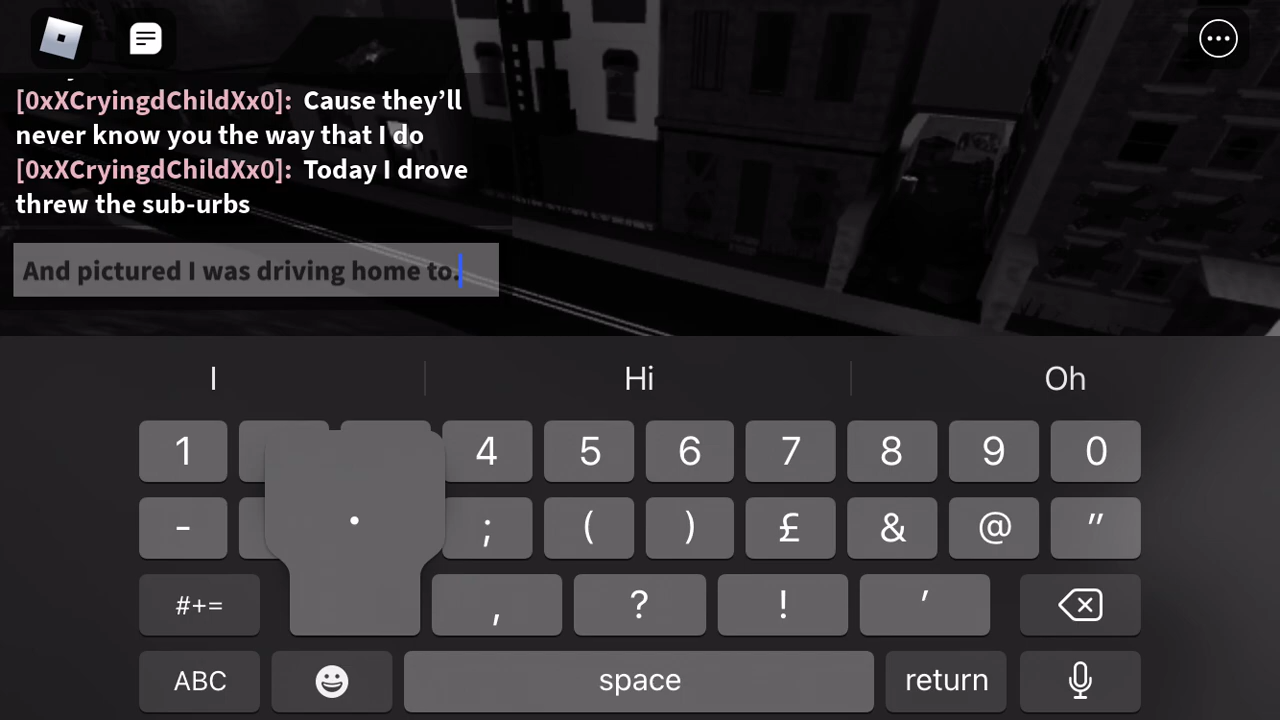 [0xXCryingdChildXx0]: Cause they’ll
never know you the way that I do
[0xXCryingdChildXx0]: Today I drove
threw the sub-urbs
And pictured I was driving home to.
I Hi Oh
1 4 5 6 7 8 9 0
- . ; ( ) £ & @ "
#+= , ? ! ’
ABC space return